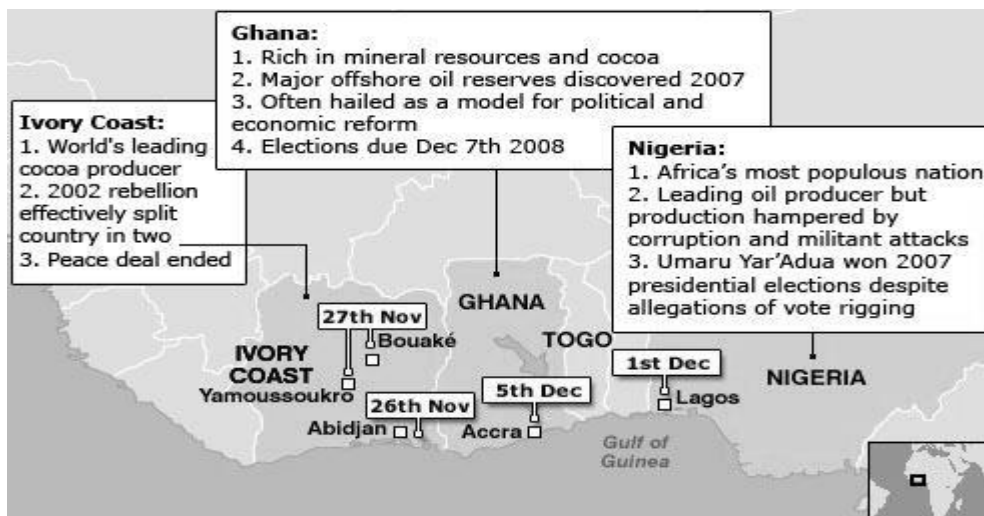 Ghana:
1. Rich in mineral resources and cocoa
2. Major offshore oil reserves discovered 2007
3. Often hailed as a model for political and
economic reform
4. Elections due Dec 7th 2008
Ivory Coast:
1. World's leading
cocoa producer
2. 2002 rebellion
effectively split
country in two
3. Peace deal ended
Nigeria:
1. Africa's most populous nation
2. Leading oil producer but
production hampered by
corruption and militant attacks
3. Umaru Yar'Adua won 2007
presidential elections despite
allegations of vote rigging
GHANA
27th Nov
Bouaké
TOGO
IVORY
COAST
1st Dec
NIGERIA
Yamoussoukro
5th Dec
26th Nov
Lagos
Abidjan
Accra
Gulf of
Guinea